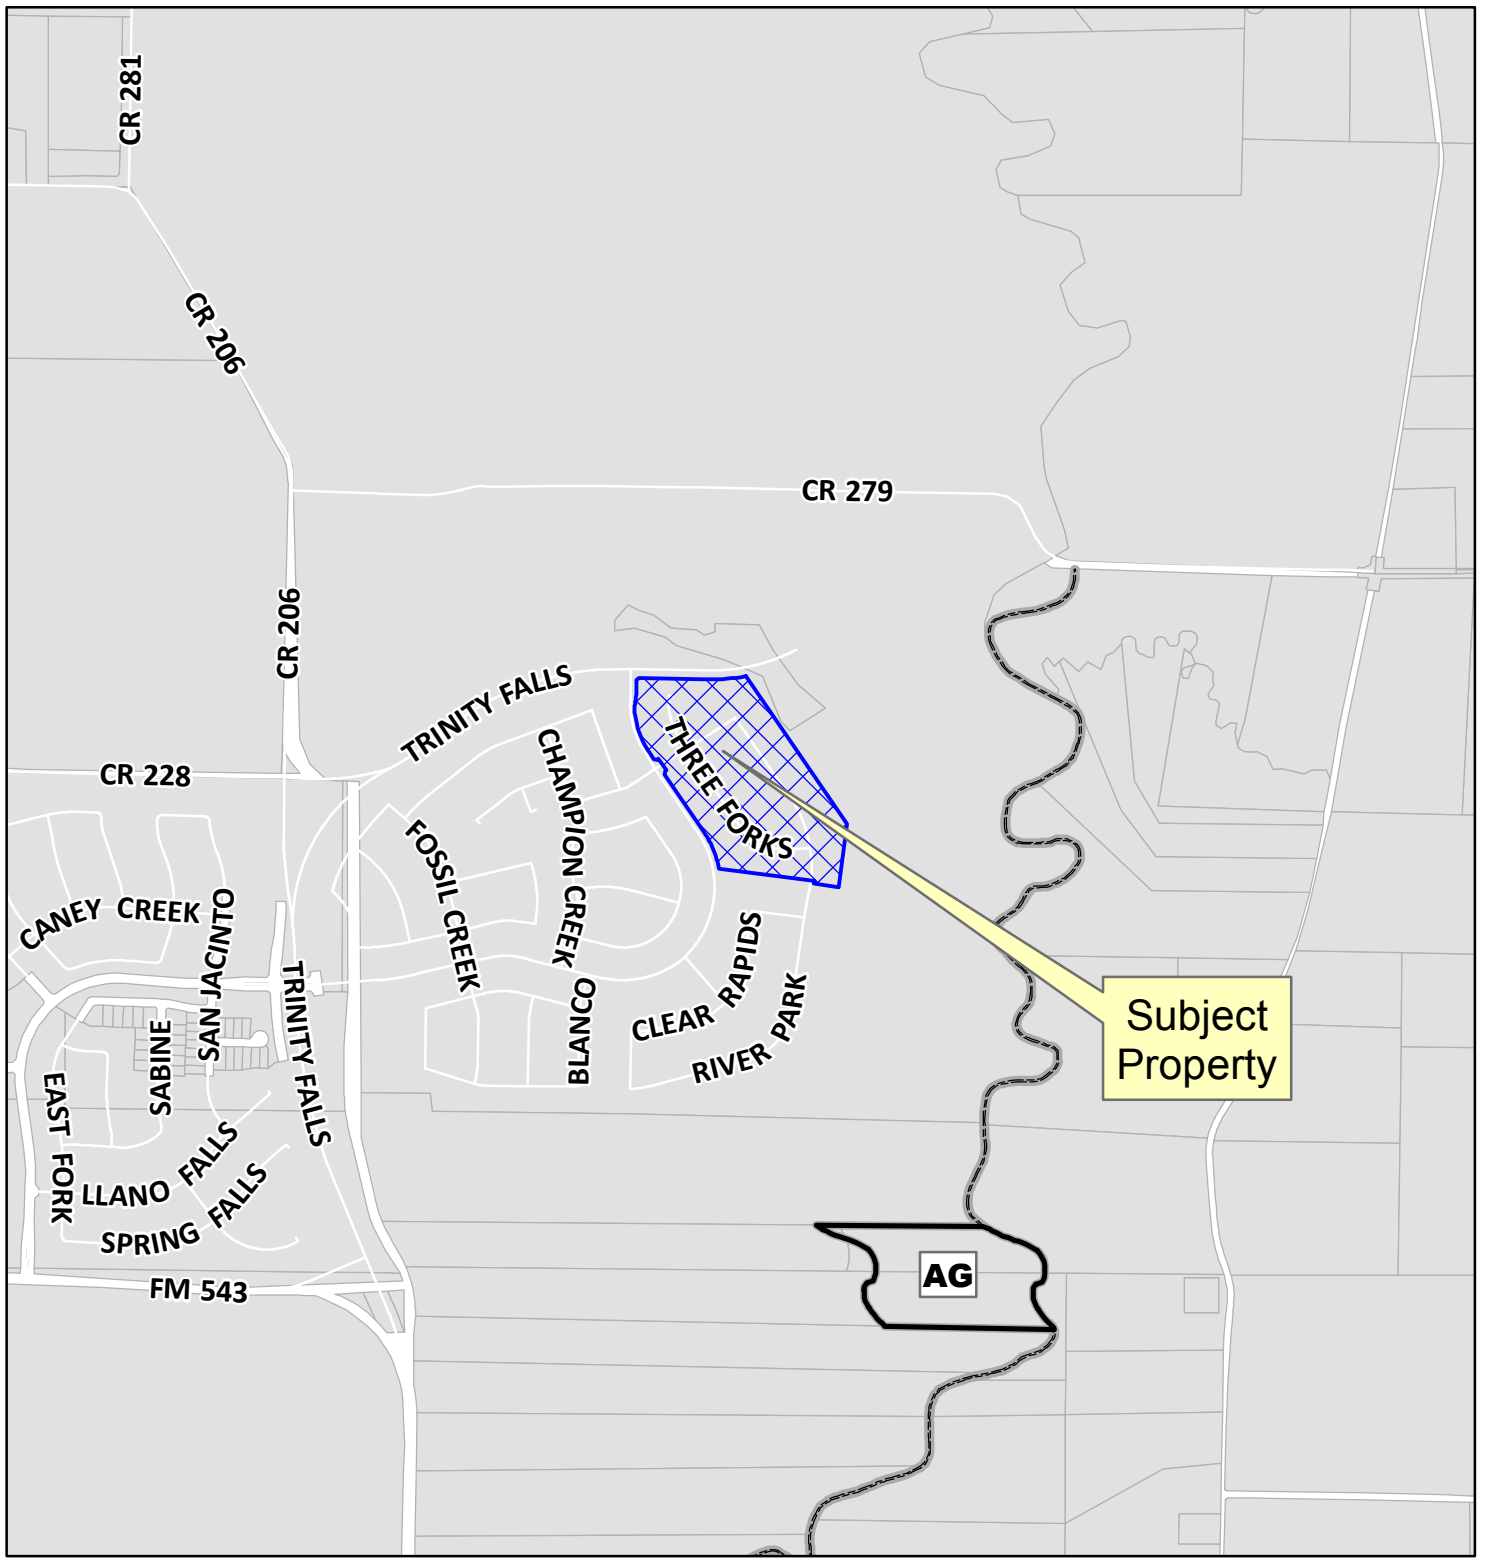 CR 281
CR 206
CR 279
CR 206
TRINITY FALLS
THREE FORKS
CHAMPION CREEK
CR 228
FOSSIL CREEK
CANEY CREEK
SAN JACINTO
CLEAR RAPIDS
TRINITY FALLS
BLANCO
RIVER PARK
Subject
Property
SABINE
EAST FORK
LLANO FALLS
SPRING FALLS
AG
FM 543